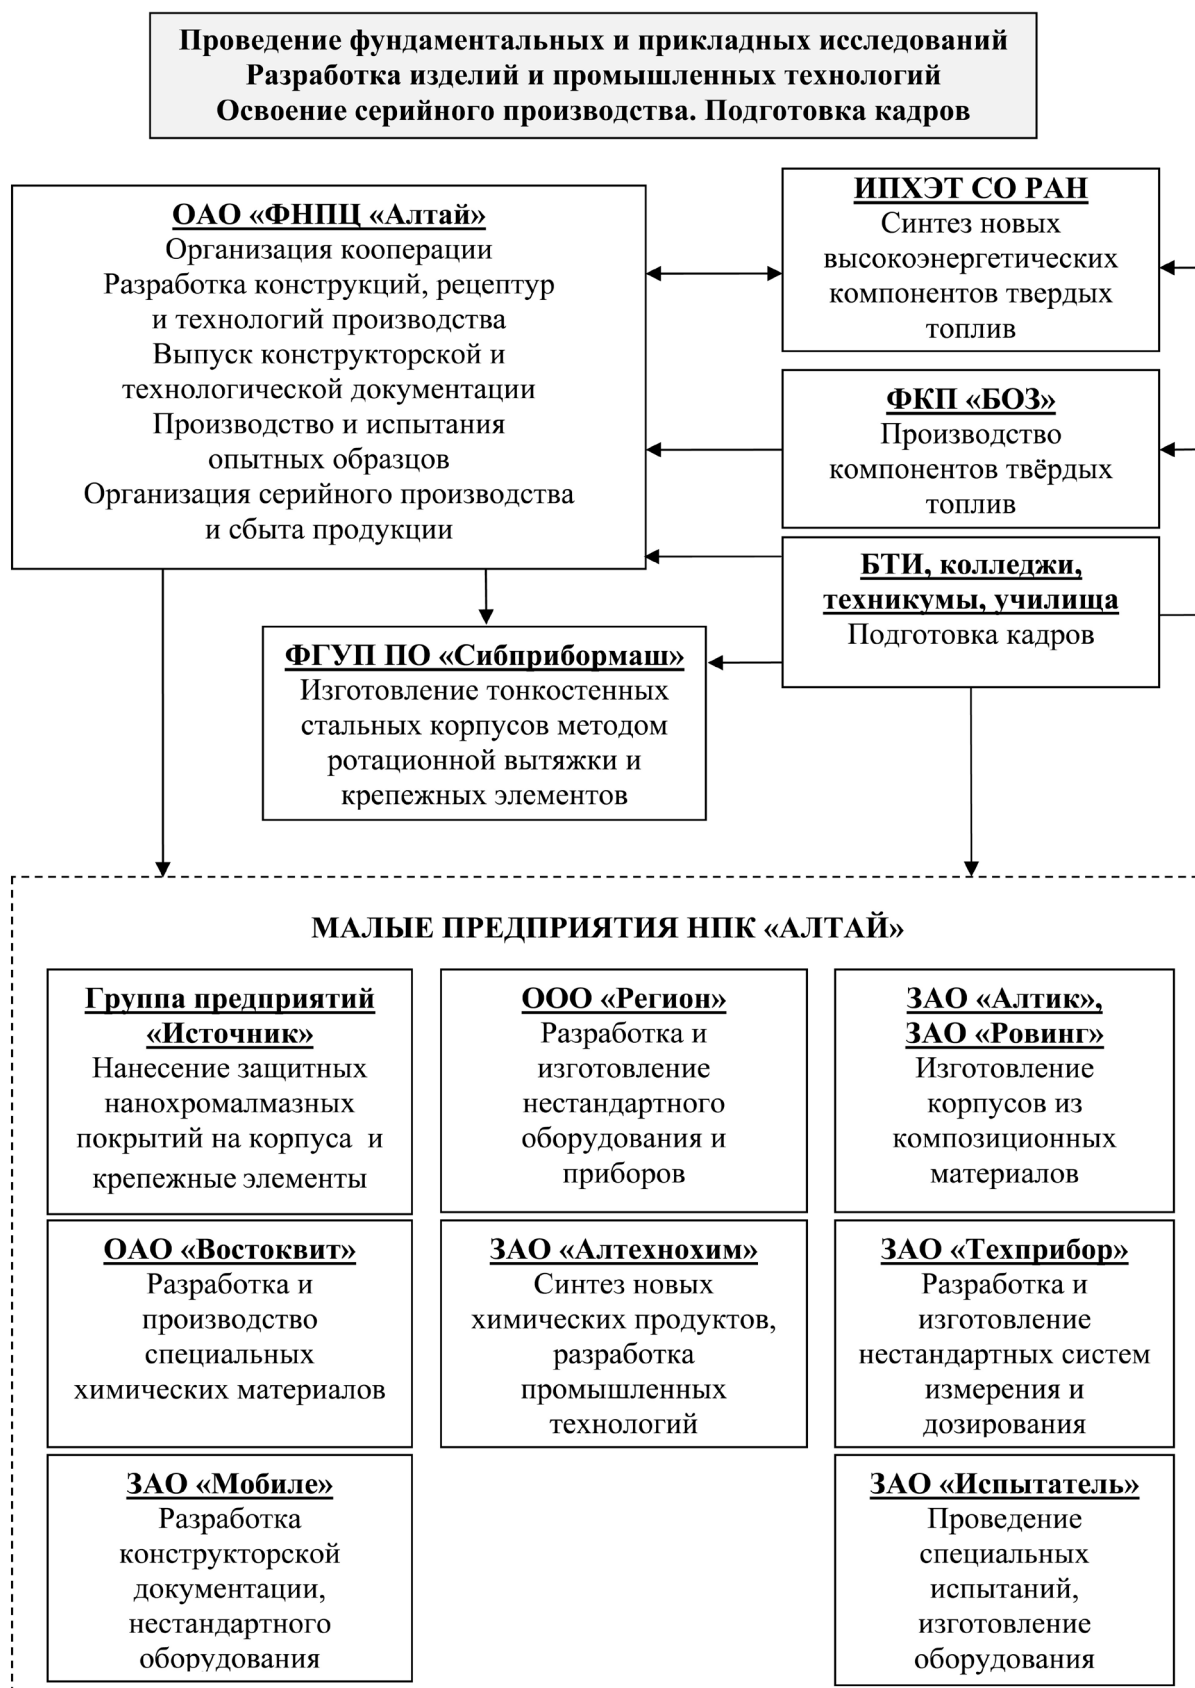 Проведение фундаментальных и прикладных исследований
Разработка изделий и промышленных технологий
Освоение серийного производства. Подготовка кадров
ОАО «ФНПЦ «Алтай»
Организация кооперации
Разработка конструкций, рецептур
и технологий производства
Выпуск конструкторской и
технологической документации
Производство и испытания
опытных образцов
Организация серийного производства
и сбыта продукции
ИПХЭТ СО РАН
Синтез новых
высокоэнергетических
компонентов твердых
топлив
ФКП «БОЗ»
Производство
компонентов твёрдых
топлив
БТИ, колледжи,
техникумы, училища
Подготовка кадров
ФГУП ПО «Сибприбормаш»
Изготовление тонкостенных
стальных корпусов методом
ротационной вытяжки и
крепежных элементов
МАЛЫЕ ПРЕДПРИЯТИЯ НПК «АЛТАЙ»
Группа предприятий
«Источник»
Нанесение защитных
нанохромалмазных
покрытий на корпуса и
крепежные элементы
ООО «Регион»
Разработка и
изготовление
нестандартного
оборудования и
приборов
ЗАО «Алтик»,
ЗАО «Ровинг»
Изготовление
корпусов из
композиционных
материалов
ОАО «Востоквит»
Разработка и
производство
специальных
химических материалов
ЗАО «Алтехнохим»
Синтез новых
химических продуктов,
разработка
промышленных
технологий
ЗАО «Техприбор»
Разработка и
изготовление
нестандартных систем
измерения и
дозирования
ЗАО «Мобиле»
Разработка
конструкторской
документации,
нестандартного
оборудования
ЗАО «Испытатель»
Проведение
специальных
испытаний,
изготовление
оборудования